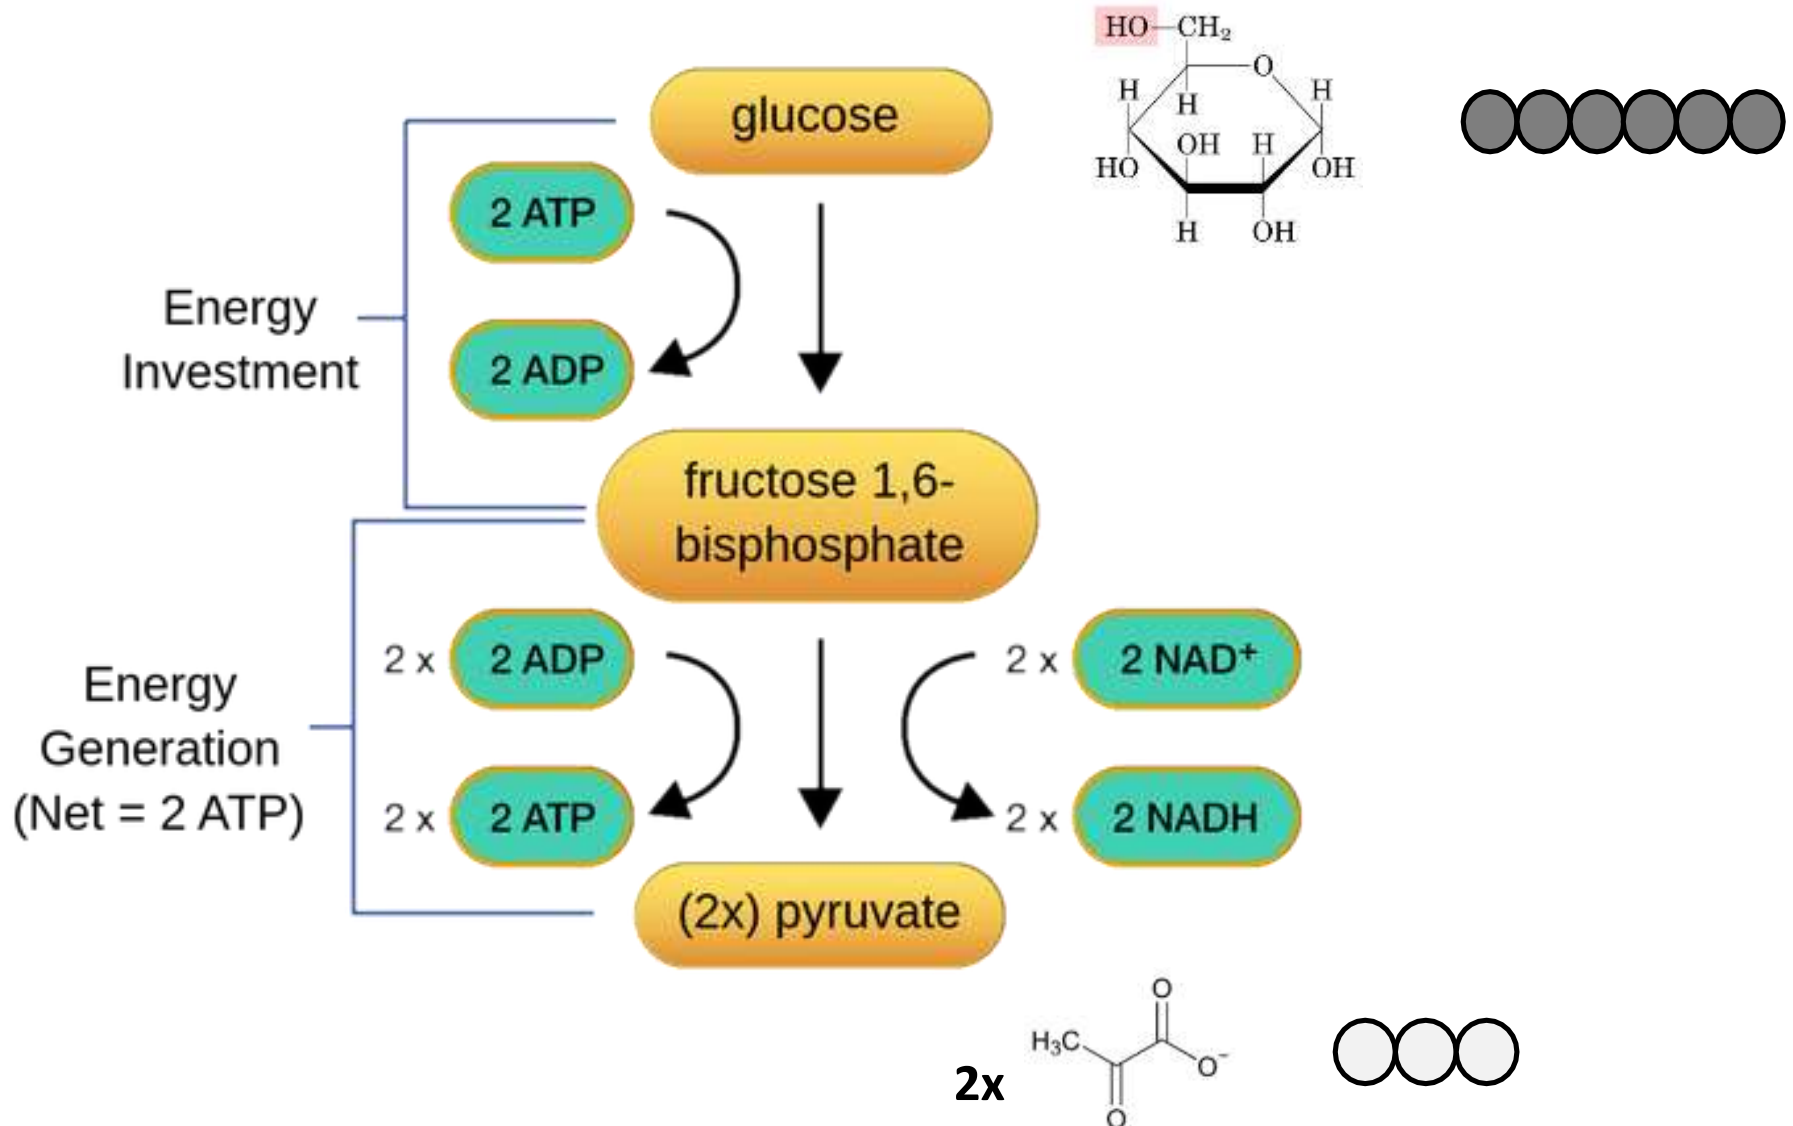 glucose
2 ATP
2 ADP
Energy
Investment
fructose 1,6-
bisphosphate
2 x 2 ADP
2 x 2 NAD⁺
Energy
Generation
(Net = 2 ATP)
2 x 2 ATP
2 x 2 NADH
(2x) pyruvate
HO CH₂
O
H H H
OH H
HO OH
H OH
O
H₃C
O⁻
2x
O